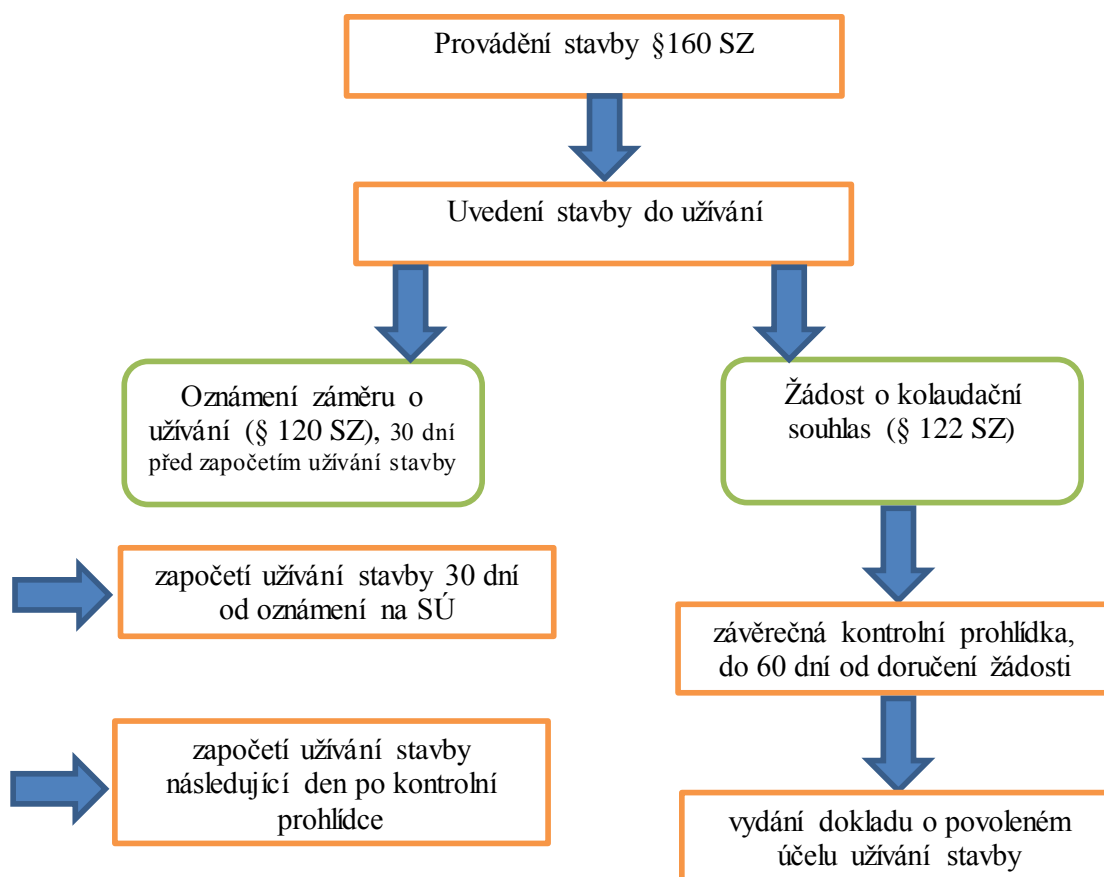 Provádění stavby §160 SZ
Uvedení stavby do užívání
Oznámení záměru o
užívání (§ 120 SZ), 30 dní
před započetím užívání stavby
Žádost o kolaudační
souhlas (§ 122 SZ)
započetí užívání stavby 30 dní
od oznámení na SÚ
závěrečná kontrolní prohlídka,
do 60 dní od doručení žádosti
započetí užívání stavby
následující den po kontrolní
prohlídce
vydání dokladu o povoleném
účelu užívání stavby